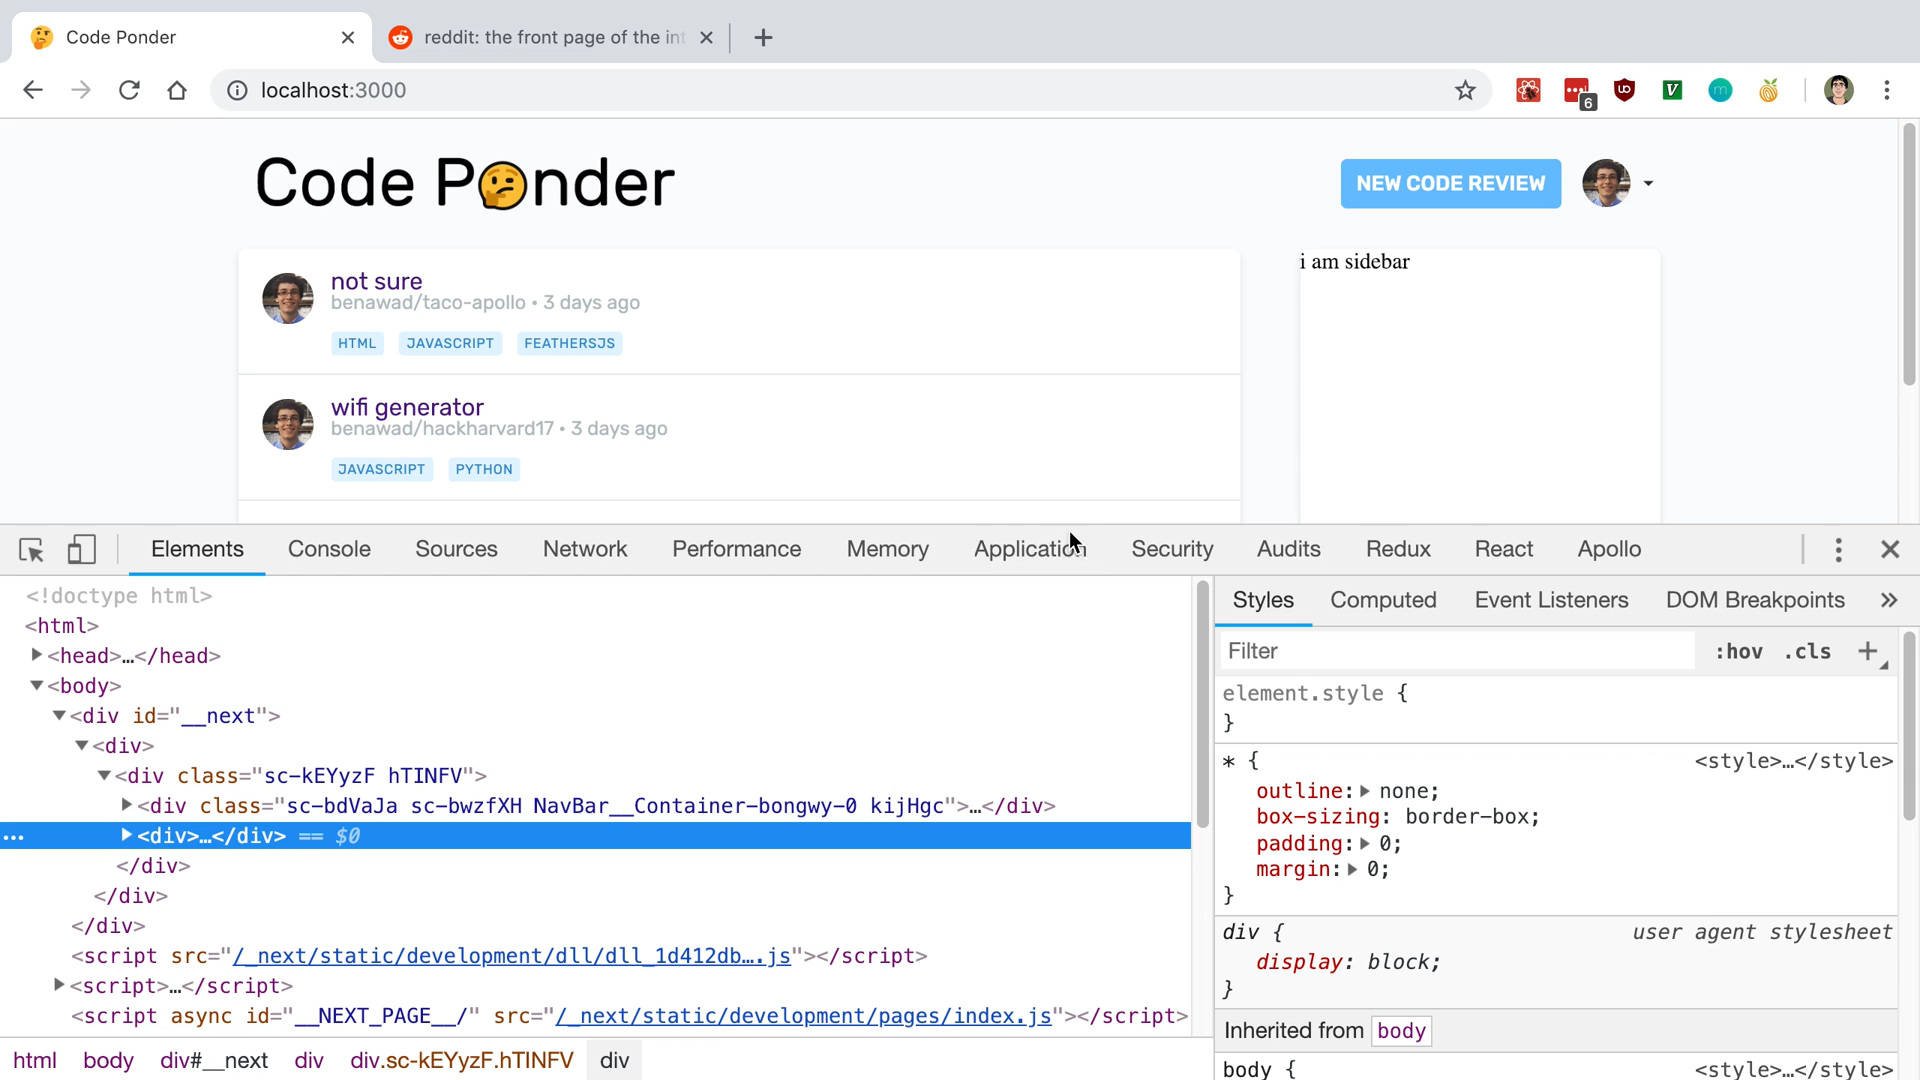 Code Ponder
reddit: the front page of the int
localhost:3000
6
Code P🤔nder
NEW CODE REVIEW
not sure
benawad/taco-apollo • 3 days ago
HTML JAVASCRIPT FEATHERSJS
wifi generator
benawad/hackharvard17 • 3 days ago
JAVASCRIPT PYTHON
i am sidebar
Elements Console Sources Network Performance Memory Application Security Audits Redux React Apollo
<!doctype html>
<html>
<head>…</head>
<body>
<div id="__next">
<div>
<div class="sc-kEYyzF hTINFV">
<div class="sc-bdVaJa sc-bwzfXH NavBar__Container-bongwy-0 kijHgc">…</div>
… <div>…</div> == $0
</div>
</div>
</div>
<script src="/_next/static/development/dll/dll_1d412db….js"></script>
<script>…</script>
<script async id="__NEXT_PAGE__/" src="/_next/static/development/pages/index.js"></script>
html body div#__next div div.sc-kEYyzF.hTINFV div
Styles Computed Event Listeners DOM Breakpoints »
Filter :hov .cls +
element.style {
}
* { <style>…</style>
outline: none;
box-sizing: border-box;
padding: 0;
margin: 0;
}
div { user agent stylesheet
display: block;
}
Inherited from body
body { <style>…</style>